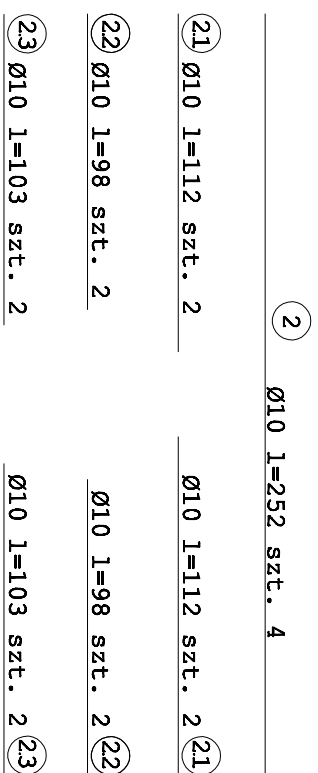 2
Ø10 l=252 szt. 4
2.1 Ø10 l=112 szt. 2
Ø10 l=112 szt. 2 2.1
2.2 Ø10 l=98 szt. 2
Ø10 l=98 szt. 2 2.2
2.3 Ø10 l=103 szt. 2
Ø10 l=103 szt. 2 2.3